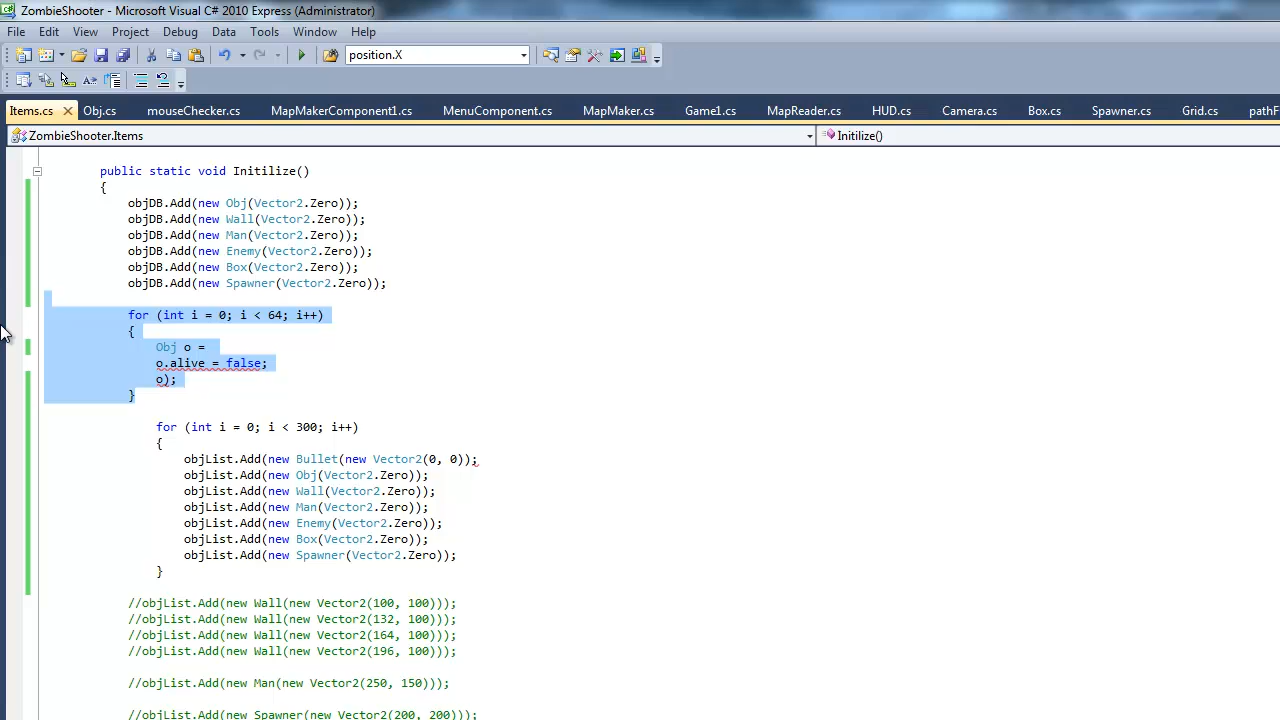 ZombieShooter - Microsoft Visual C# 2010 Express (Administrator)
File Edit View Project Debug Data Tools Window Help
position.X
Items.cs Obj.cs mouseChecker.cs MapMakerComponent1.cs MenuComponent.cs MapMaker.cs Game1.cs MapReader.cs HUD.cs Camera.cs Box.cs Spawner.cs Grid.cs pathF
ZombieShooter.Items Initilize()
public static void Initilize()
{
objDB.Add(new Obj(Vector2.Zero));
objDB.Add(new Wall(Vector2.Zero));
objDB.Add(new Man(Vector2.Zero));
objDB.Add(new Enemy(Vector2.Zero));
objDB.Add(new Box(Vector2.Zero));
objDB.Add(new Spawner(Vector2.Zero));
for (int i = 0; i < 64; i++)
{
Obj o =
o.alive = false;
o);
}
for (int i = 0; i < 300; i++)
{
objList.Add(new Bullet(new Vector2(0, 0));
objList.Add(new Obj(Vector2.Zero));
objList.Add(new Wall(Vector2.Zero));
objList.Add(new Man(Vector2.Zero));
objList.Add(new Enemy(Vector2.Zero));
objList.Add(new Box(Vector2.Zero));
objList.Add(new Spawner(Vector2.Zero));
}
//objList.Add(new Wall(new Vector2(100, 100)));
//objList.Add(new Wall(new Vector2(132, 100)));
//objList.Add(new Wall(new Vector2(164, 100)));
//objList.Add(new Wall(new Vector2(196, 100)));
//objList.Add(new Man(new Vector2(250, 150)));
//objList.Add(new Spawner(new Vector2(200, 200)));